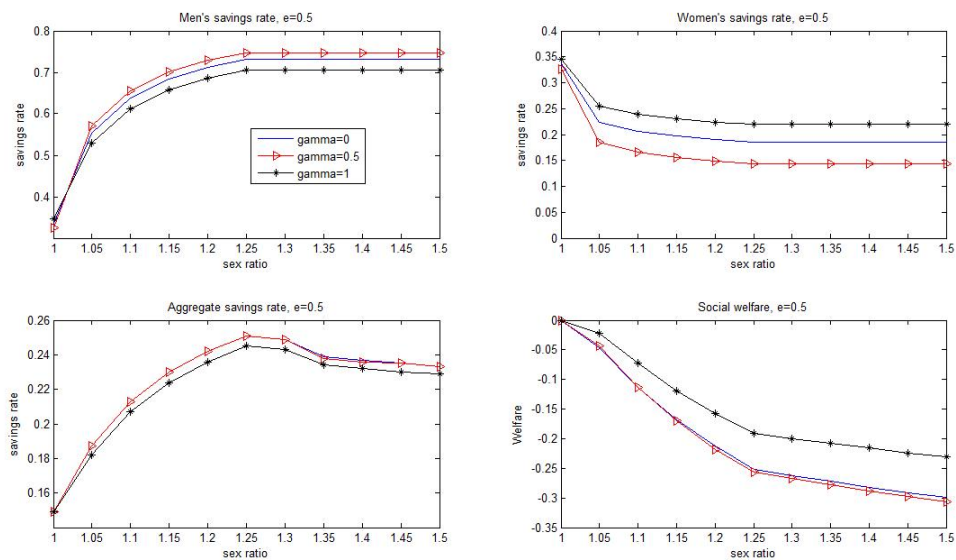 Men's savings rate, e=0.5
savings rate
0.8
0.7
0.6
0.5
0.4
gamma=0
gamma=0.5
gamma=1
1 1.05 1.1 1.15 1.2 1.25 1.3 1.35 1.4 1.45 1.5
sex ratio
Women's savings rate, e=0.5
savings rate
0.4
0.35
0.3
0.25
0.2
0.15
0.1
0.05
0
1 1.05 1.1 1.15 1.2 1.25 1.3 1.35 1.4 1.45 1.5
sex ratio
Aggregate savings rate, e=0.5
savings rate
0.26
0.24
0.22
0.2
0.18
0.16
1 1.05 1.1 1.15 1.2 1.25 1.3 1.35 1.4 1.45 1.5
sex ratio
Social welfare, e=0.5
Welfare
0
-0.05
-0.1
-0.15
-0.2
-0.25
-0.3
-0.35
1 1.05 1.1 1.15 1.2 1.25 1.3 1.35 1.4 1.45 1.5
sex ratio